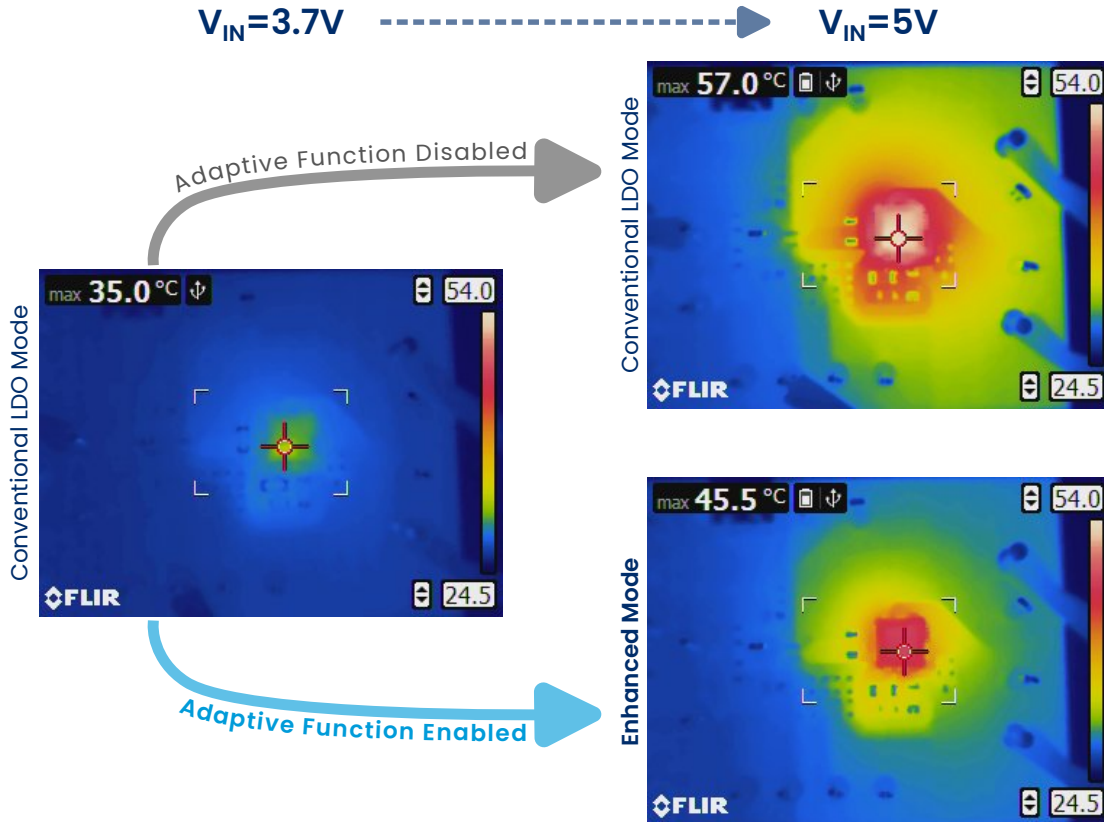 VIN=3.7V
VIN=5V
Adaptive Function Disabled
Conventional LDO Mode
max 57.0 °C
54.0
FLIR
24.5
Conventional LDO Mode
max 35.0 °C
54.0
FLIR
24.5
Adaptive Function Enabled
Enhanced Mode
max 45.5 °C
54.0
FLIR
24.5